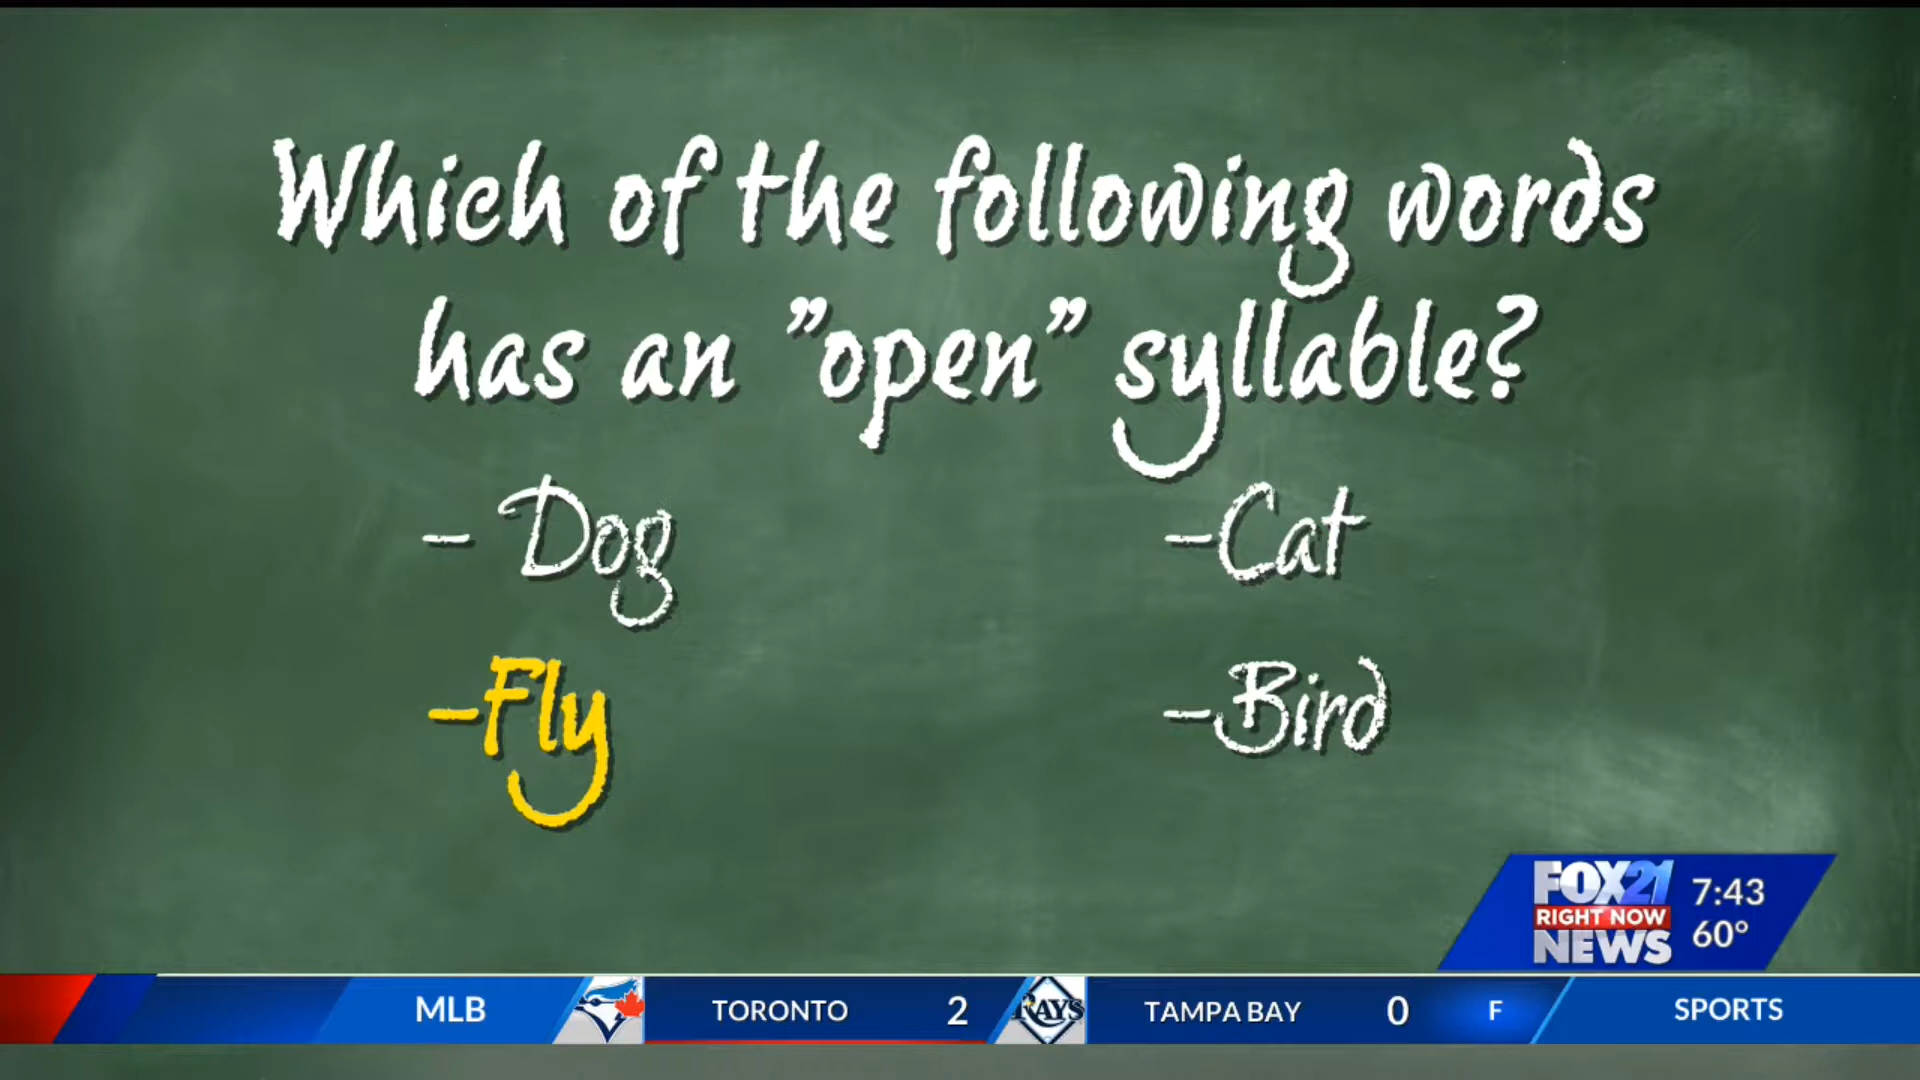 Which of the following words
has an "open" syllable?
- Dog
-Cat
-Fly
-Bird
FOX21
RIGHT NOW
NEWS
7:43
60°
MLB
TORONTO 2
RAYS
TAMPA BAY 0 F
SPORTS